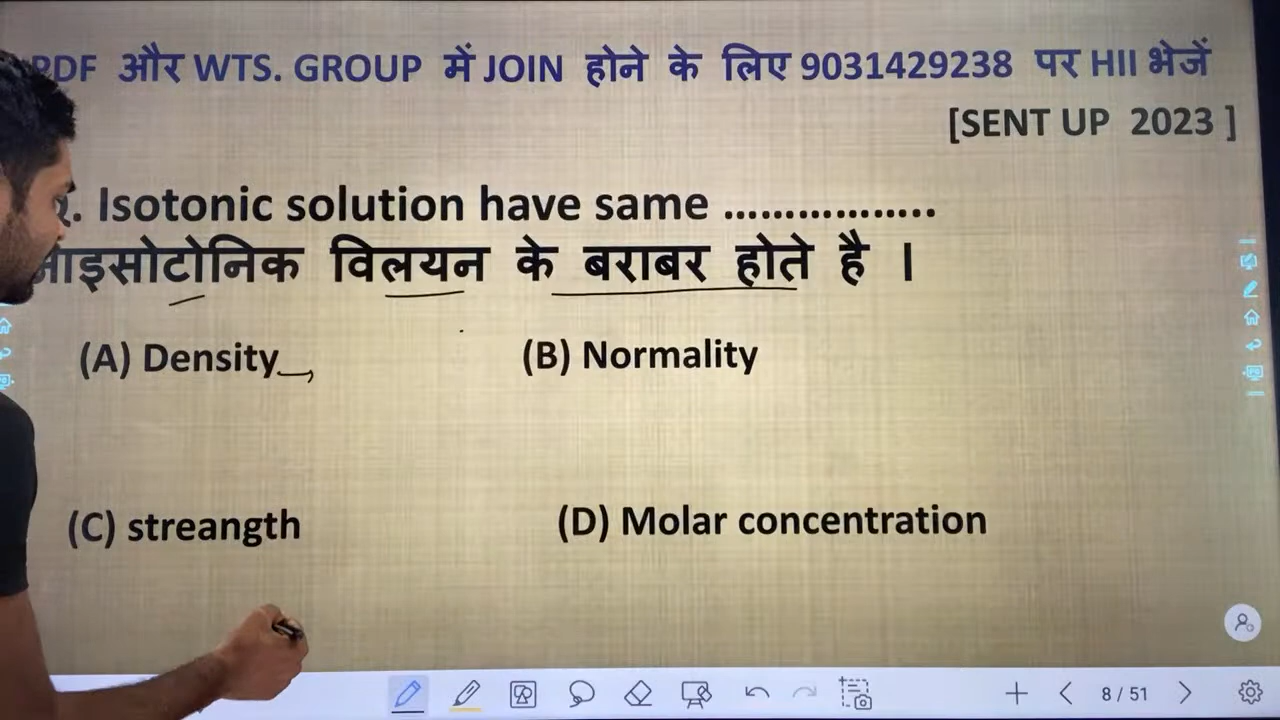 PDF और WTS. GROUP में JOIN होने के लिए 9031429238 पर HII भेजें
[SENT UP 2023 ]
Isotonic solution have same .................
आइसोटोनिक विलयन के बराबर होते है ।
(A) Density
(B) Normality
(C) streangth
(D) Molar concentration
8 / 51